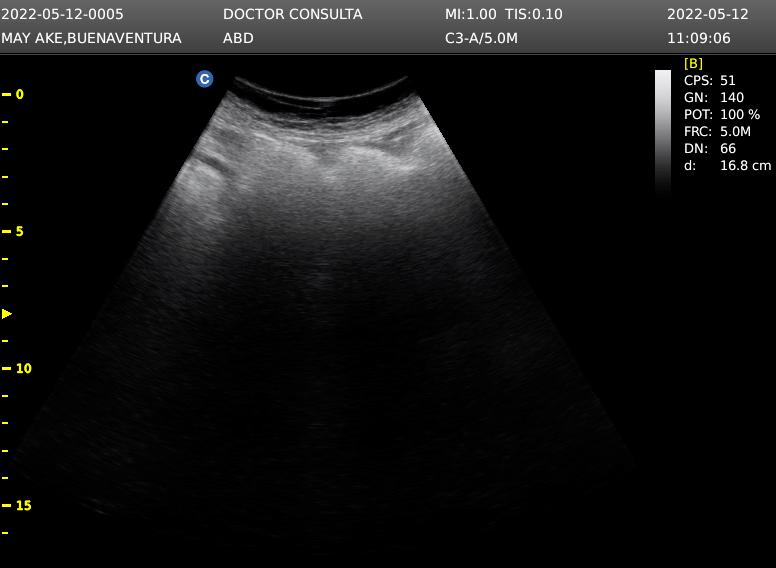 2022-05-12-0005 DOCTOR CONSULTA MI:1.00 TIS:0.10 2022-05-12
MAY AKE,BUENAVENTURA ABD C3-A/5.0M 11:09:06
C
[B]
CPS: 51
GN: 140
POT: 100 %
FRC: 5.0M
DN: 66
d: 16.8 cm
0
5
10
15